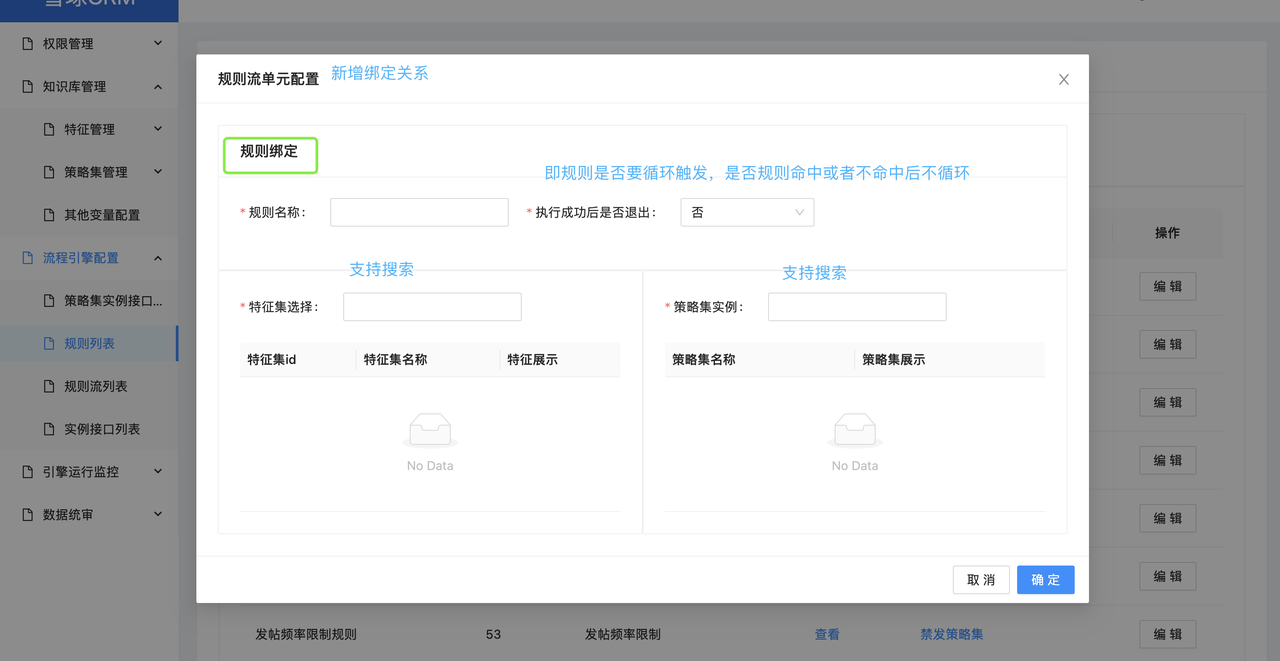 雪球CRM
权限管理
知识库管理
特征管理
策略集管理
其他变量配置
流程引擎配置
策略集实例接口...
规则列表
规则流列表
实例接口列表
引擎运行监控
数据统审
规则流单元配置 新增绑定关系
规则绑定
即规则是否要循环触发，是否规则命中或者不命中后不循环
* 规则名称：
* 执行成功后是否退出： 否
支持搜索
支持搜索
* 特征集选择：
* 策略集实例：
特征集id 特征集名称 特征展示
策略集名称 策略集展示
No Data
No Data
取 消 确 定
操作
编 辑
编 辑
编 辑
编 辑
编 辑
编 辑
发帖频率限制规则 53 发帖频率限制 查看 禁发策略集 编 辑